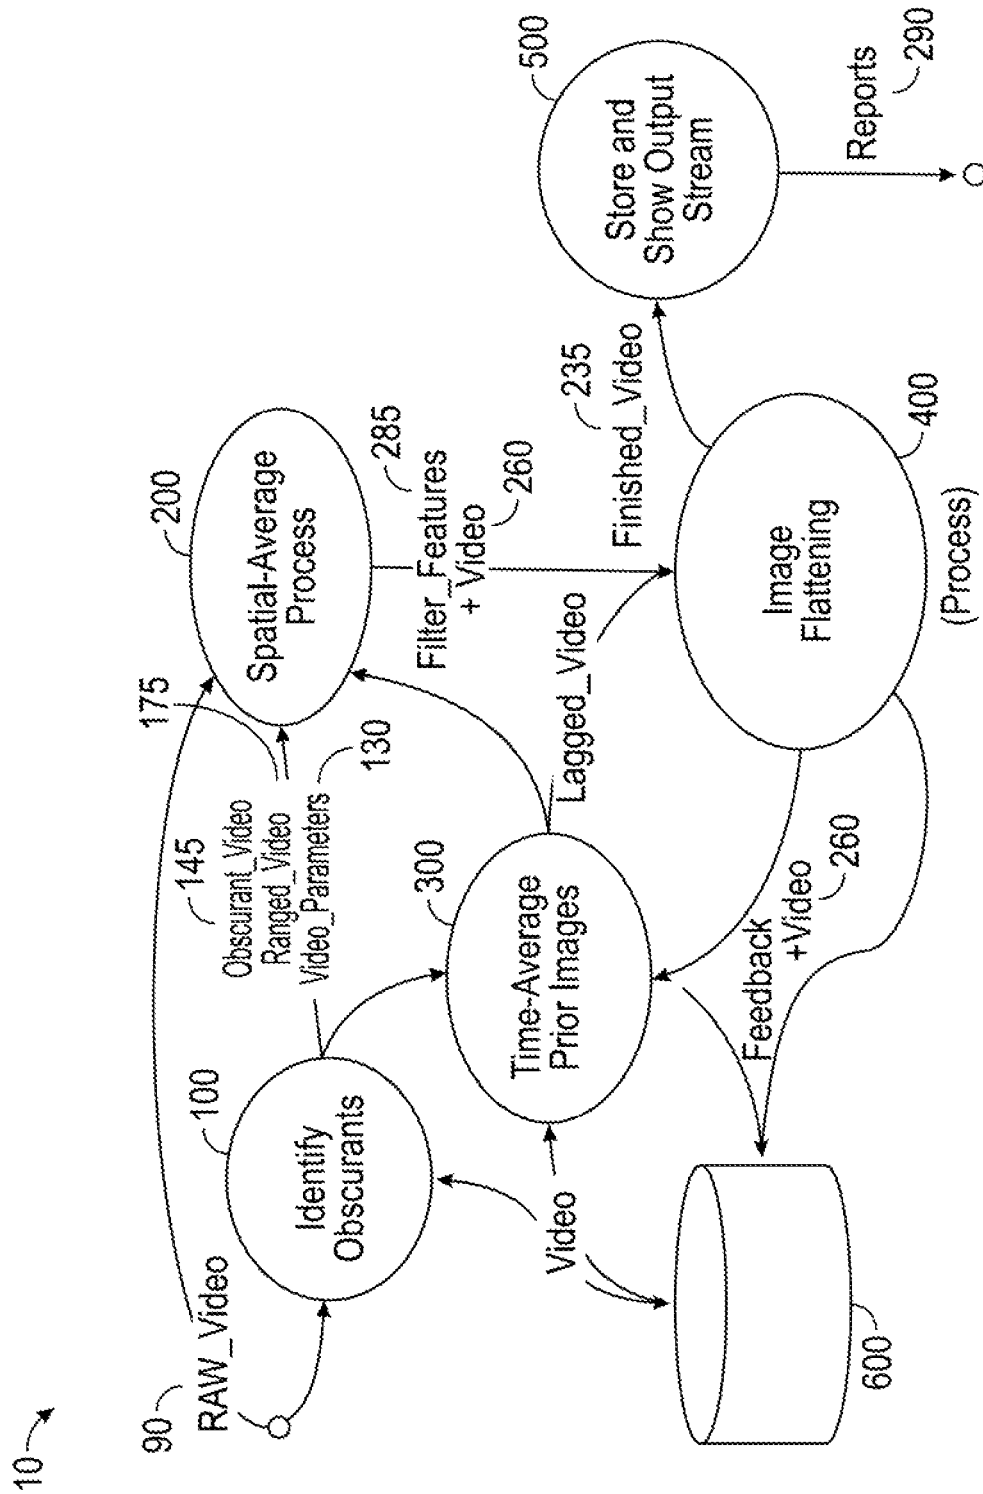 10
90
RAW_Video
100
Identify
Obscurants
145
Obscurant_Video
Ranged_Video
Video_Parameters
130
175
200
Spatial-Average
Process
285
Filter_Features
+ Video
260
300
Time-Average
Prior Images
Lagged_Video
Video
600
Feedback
+Video
260
Image
Flattening
400
(Process)
235
Finished_Video
500
Store and
Show Output
Stream
Reports
290